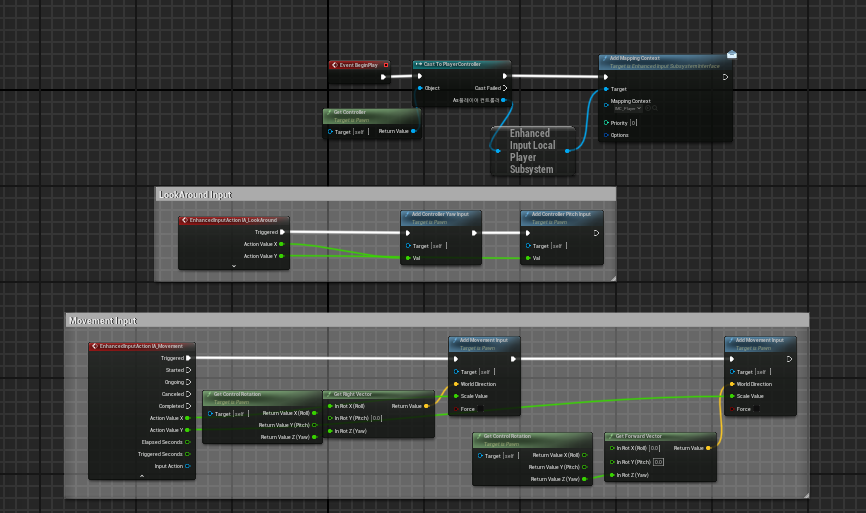 Event BeginPlay
Cast To PlayerController
Object
Cast Failed
As플레이어 컨트롤러
Get Controller
Target is Pawn
Target self
Return Value
Enhanced
Input Local
Player
Subsystem
Add Mapping Context
Target is Enhanced Input Subsystem Interface
Target
Mapping Context
Priority 0
Options
LookAround Input
EnhancedInputAction IA_LookAround
Triggered
Action Value X
Action Value Y
Add Controller Yaw Input
Target is Pawn
Target self
Val
Add Controller Pitch Input
Target is Pawn
Target self
Val
Movement Input
EnhancedInputAction IA_Movement
Triggered
Started
Ongoing
Canceled
Completed
Action Value X
Action Value Y
Elapsed Seconds
Triggered Seconds
Input Action
Get Control Rotation
Target is Pawn
Target self
Return Value X (Roll)
Return Value Y (Pitch)
Return Value Z (Yaw)
Get Right Vector
In Rot X (Roll)
Return Value
In Rot Y (Pitch) 0.0
In Rot Z (Yaw)
Add Movement Input
Target is Pawn
Target self
World Direction
Scale Value
Force
Get Control Rotation
Target is Pawn
Target self
Return Value X (Roll)
Return Value Y (Pitch)
Return Value Z (Yaw)
Get Forward Vector
In Rot X (Roll) 0.0
Return Value
In Rot Y (Pitch) 0.0
In Rot Z (Yaw)
Add Movement Input
Target is Pawn
Target self
World Direction
Scale Value
Force